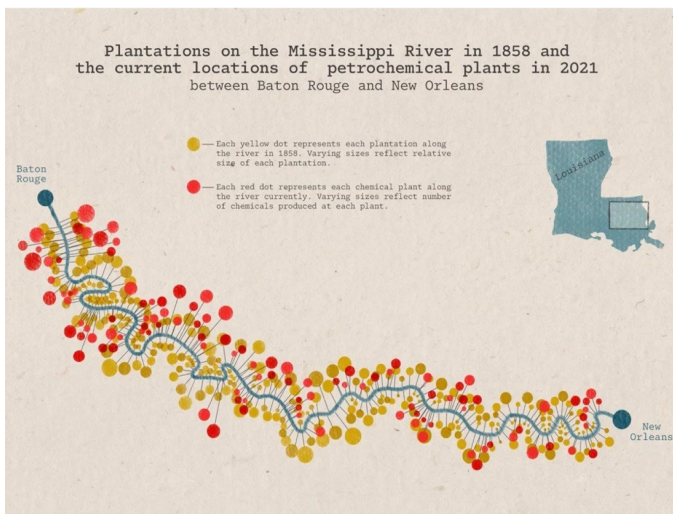 Plantations on the Mississippi River in 1858 and
the current locations of petrochemical plants in 2021
between Baton Rouge and New Orleans
Each yellow dot represents each plantation along
the river in 1858. Varying sizes reflect relative
size of each plantation.
Louisiana
Baton
Rouge
Each red dot represents each chemical plant along
the river currently. Varying sizes reflect number
of chemicals produced at each plant.
New
Orleans